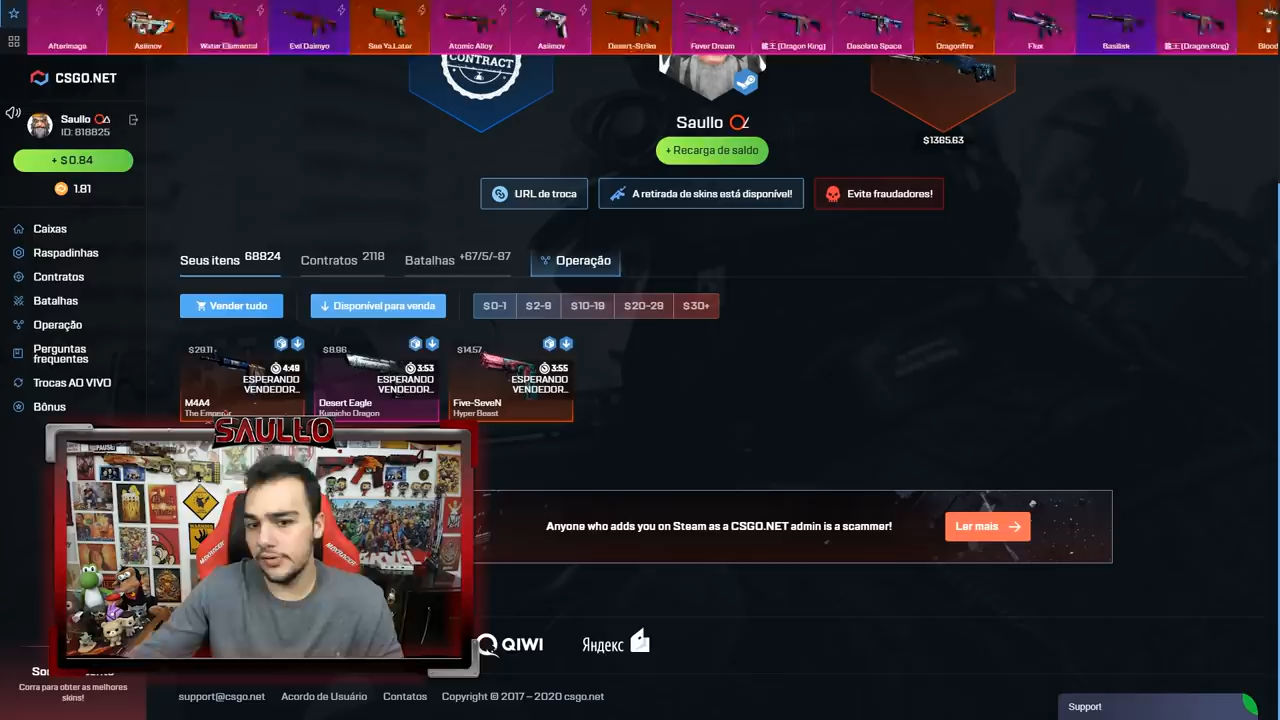 Afterimage
Asiimov
Water Elemental
Evil Daimyo
See Ya Later
Atomic Alloy
Asiimov
Desert-Strike
Fever Dream
龍王 (Dragon King)
Desolate Space
Dragonfire
Flux
Basilisk
龍王 (Dragon King)
Blood
CSGO.NET
Saullo
ID: 818825
+ $ 0.84
1.81
Caixas
Raspadinhas
Contratos
Batalhas
Operação
Perguntas
frequentes
Trocas AO VIVO
Bônus
Corra para obter as melhores
skins!
CONTRACT
Saullo
+ Recarga de saldo
$1365.63
URL de troca
A retirada de skins está disponível!
Evite fraudadores!
Seus itens 68824
Contratos 2118
Batalhas +67/5/-87
Operação
Vender tudo
Disponível para venda
$0-1
$2-9
$10-19
$20-29
$30+
$29.11
4:49
ESPERANDO
VENDEDOR...
M4A4
The Emperor
$8.96
3:53
ESPERANDO
VENDEDOR...
Desert Eagle
Kumicho Dragon
$14.57
3:55
ESPERANDO
VENDEDOR...
Five-SeveN
Hyper Beast
SAULLO
MAXRACER
MAXRACER
MARVEL
Anyone who adds you on Steam as a CSGO.NET admin is a scammer!
Ler mais
QIWI
Яндекс
support@csgo.net
Acordo de Usuário
Contatos
Copyright © 2017 – 2020 csgo.net
Support